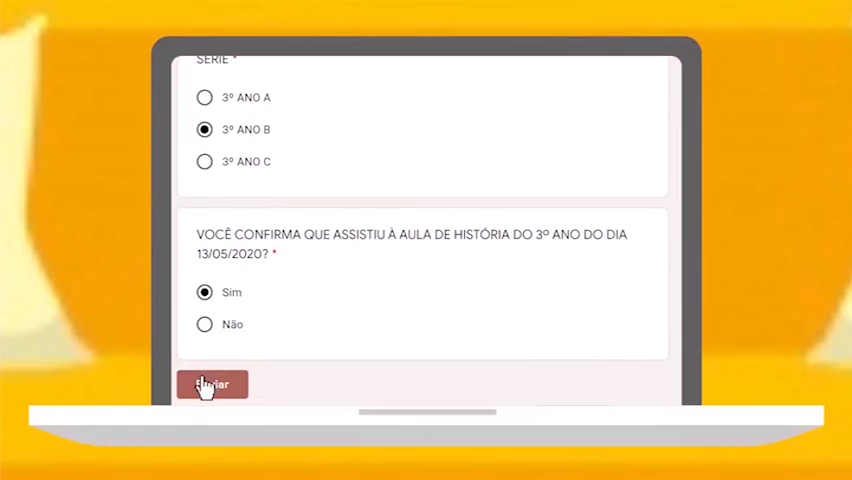 SÉRIE *
3º ANO A
3º ANO B
3º ANO C
VOCÊ CONFIRMA QUE ASSISTIU À AULA DE HISTÓRIA DO 3º ANO DO DIA
13/05/2020? *
Sim
Não
Enviar